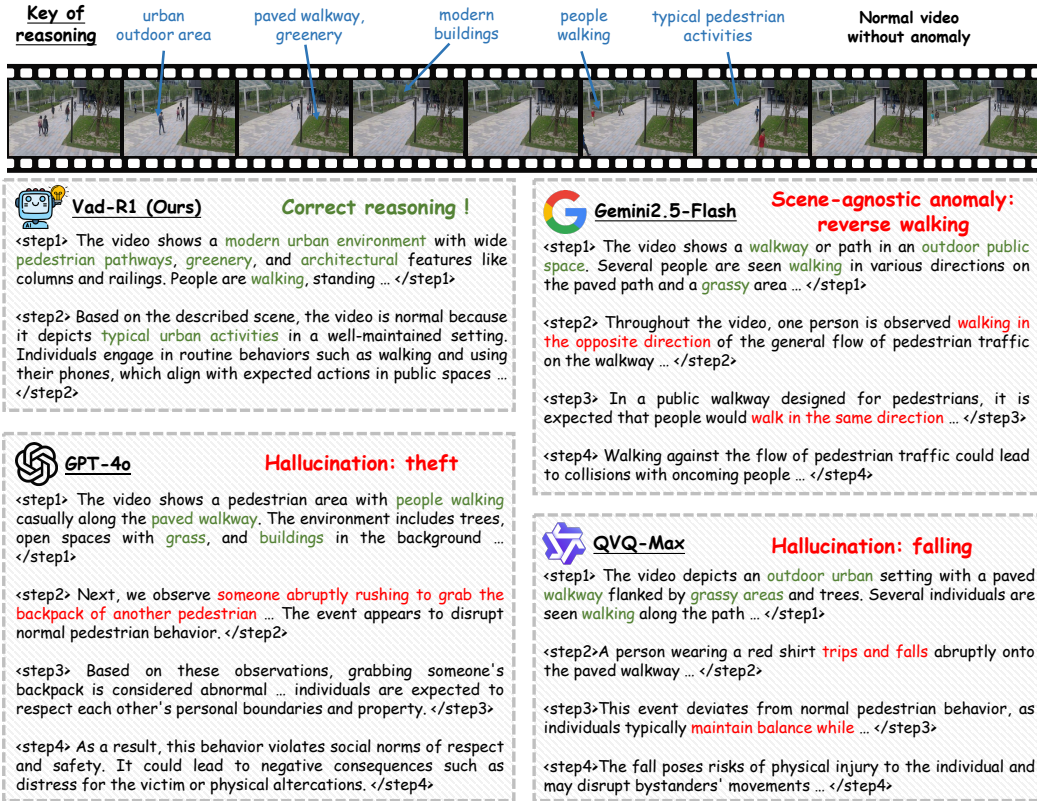 Key of
reasoning
urban
outdoor area
paved walkway,
greenery
modern
buildings
people
walking
typical pedestrian
activities
Normal video
without anomaly
Vad-R1 (Ours)
Correct reasoning !
<step1> The video shows a modern urban environment with wide
pedestrian pathways, greenery, and architectural features like
columns and railings. People are walking, standing … </step1>
<step2> Based on the described scene, the video is normal because
it depicts typical urban activities in a well-maintained setting.
Individuals engage in routine behaviors such as walking and using
their phones, which align with expected actions in public spaces …
</step2>
GPT-4o
Hallucination: theft
<step1> The video shows a pedestrian area with people walking
casually along the paved walkway. The environment includes trees,
open spaces with grass, and buildings in the background …
</step1>
<step2> Next, we observe someone abruptly rushing to grab the
backpack of another pedestrian … The event appears to disrupt
normal pedestrian behavior. </step2>
<step3> Based on these observations, grabbing someone's
backpack is considered abnormal … individuals are expected to
respect each other's personal boundaries and property. </step3>
<step4> As a result, this behavior violates social norms of respect
and safety. It could lead to negative consequences such as
distress for the victim or physical altercations. </step4>
Gemini2.5-Flash
Scene-agnostic anomaly:
reverse walking
<step1> The video shows a walkway or path in an outdoor public
space. Several people are seen walking in various directions on
the paved path and a grassy area … </step1>
<step2> Throughout the video, one person is observed walking in
the opposite direction of the general flow of pedestrian traffic
on the walkway … </step2>
<step3> In a public walkway designed for pedestrians, it is
expected that people would walk in the same direction … </step3>
<step4> Walking against the flow of pedestrian traffic could lead
to collisions with oncoming people … </step4>
QVQ-Max
Hallucination: falling
<step1> The video depicts an outdoor urban setting with a paved
walkway flanked by grassy areas and trees. Several individuals are
seen walking along the path … </step1>
<step2>A person wearing a red shirt trips and falls abruptly onto
the paved walkway … </step2>
<step3>This event deviates from normal pedestrian behavior, as
individuals typically maintain balance while … </step3>
<step4>The fall poses risks of physical injury to the individual and
may disrupt bystanders' movements … </step4>